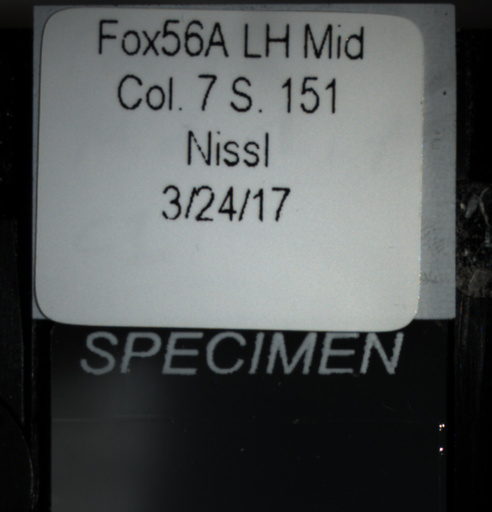 Fox56A LH Mid
Col. 7 S. 151
Nissl
3/24/17
SPECIMEN